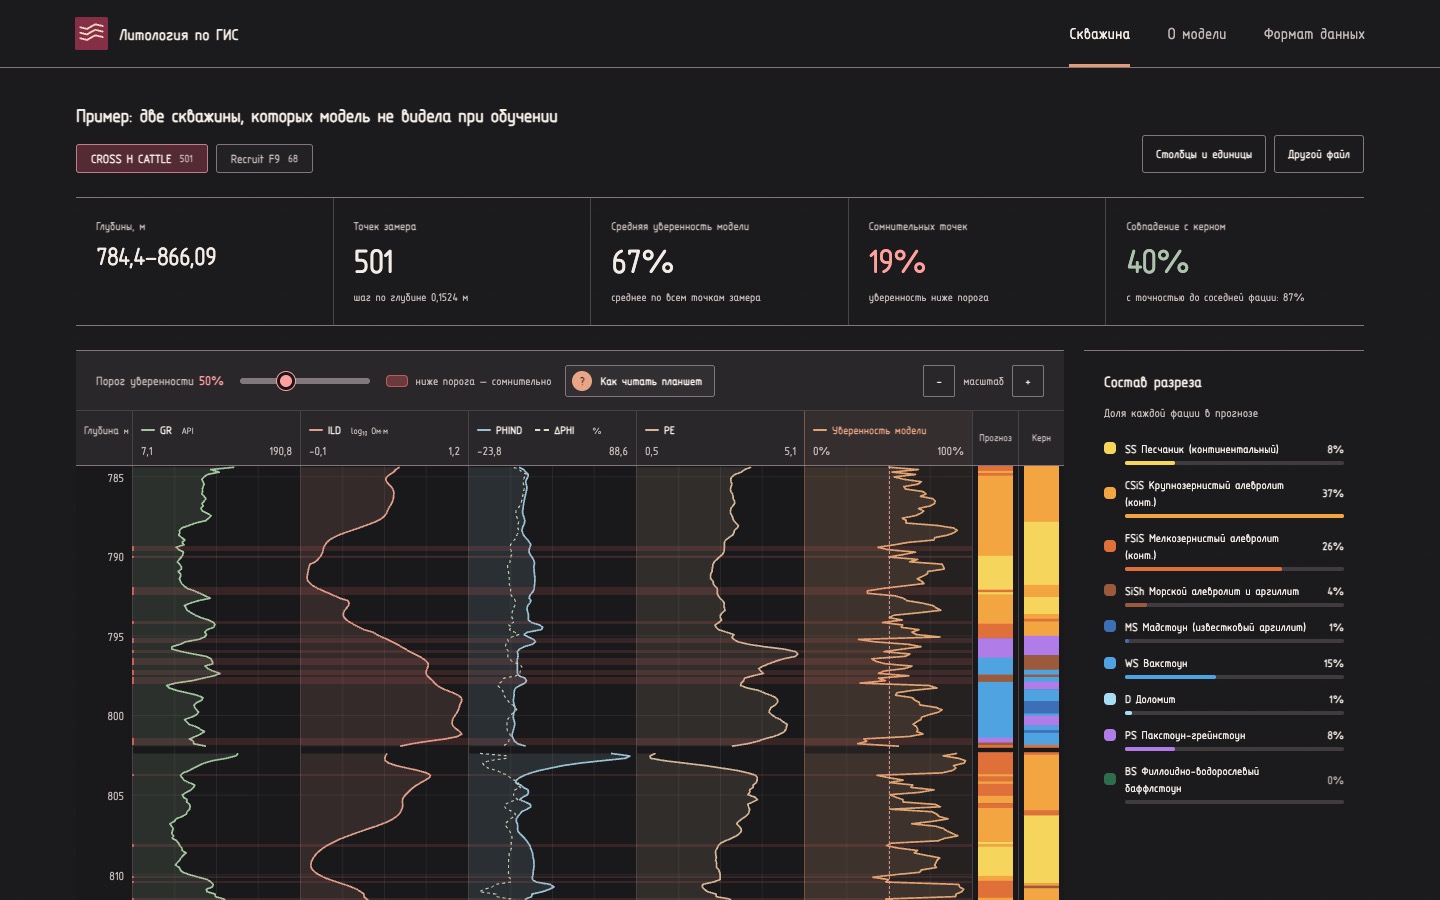 Литология по ГИС
Скважина
О модели
Формат данных
Пример: две скважины, которых модель не видела при обучении
CROSS H CATTLE 501
Recruit F9 68
Столбцы и единицы
Другой файл
Глубины, м
784,4–866,09
Точек замера
501
шаг по глубине 0,1524 м
Средняя уверенность модели
67%
среднее по всем точкам замера
Сомнительных точек
19%
уверенность ниже порога
Совпадение с керном
40%
с точностью до соседней фации: 87%
Порог уверенности 50%
ниже порога — сомнительно
? Как читать планшет
– масштаб +
Глубина м
GR API
7,1 190,8
ILD log₁₀ Ом·м
-0,1 1,2
PHIND ΔPHI %
-23,8 88,6
PE
0,5 5,1
Уверенность модели
0% 100%
Прогноз
Керн
785
790
795
800
805
810
Состав разреза
Доля каждой фации в прогнозе
SS Песчаник (континентальный) 8%
CSiS Крупнозернистый алевролит
(конт.) 37%
FSiS Мелкозернистый алевролит
(конт.) 26%
SiSh Морской алевролит и аргиллит 4%
MS Мадстоун (известковый аргиллит) 1%
WS Вакстоун 15%
D Доломит 1%
PS Пакстоун-грейнстоун 8%
BS Филлоидно-водорослевый
баффлстоун 0%